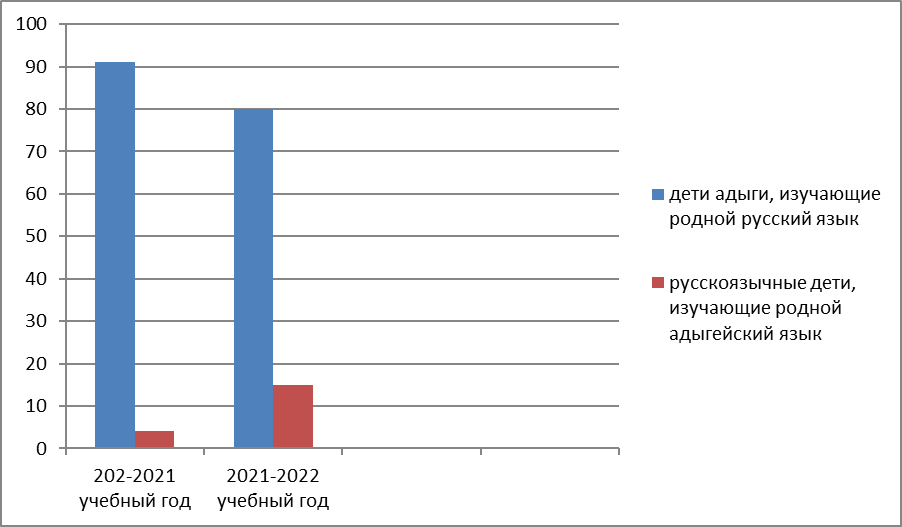 100
90
80
70
60
50
40
30
20
10
0
202-2021
учебный год
2021-2022
учебный год
дети адыги, изучающие
родной русский язык
русскоязычные дети,
изучающие родной
адыгейский язык